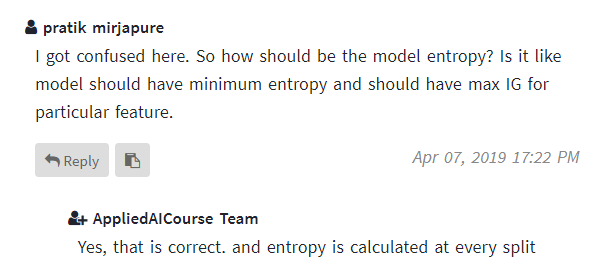 pratik mirjapure
I got confused here. So how should be the model entropy? Is it like
model should have minimum entropy and should have max IG for
particular feature.
Reply
Apr 07, 2019 17:22 PM
AppliedAICourse Team
Yes, that is correct. and entropy is calculated at every split